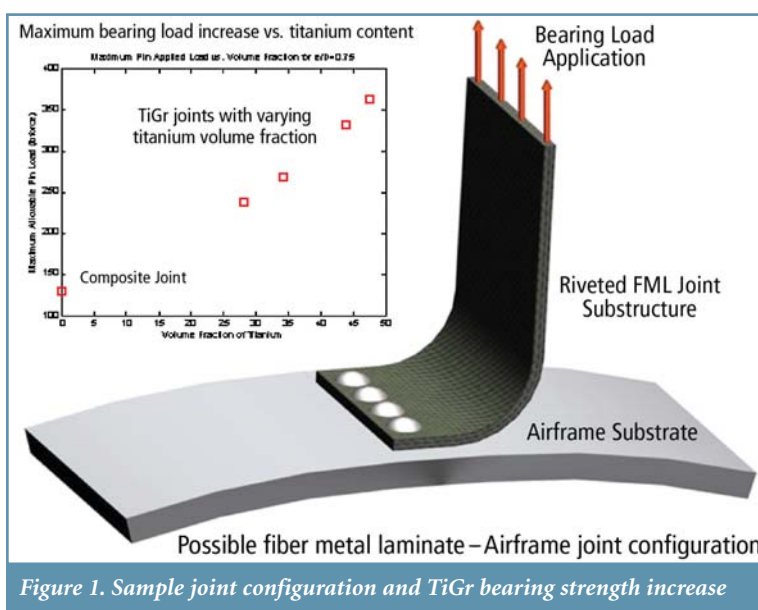 Maximum bearing load increase vs. titanium content
Maximum Pin Applied Load vs. Volume Fraction for e/D=0.75
400
350
300
250
200
150
100
Maximum Allowable Pin Load
TiGr joints with varying
titanium volume fraction
Composite Joint
0 5 10 15 20 25 30 35 40 45 50
Volume Fraction of Titanium
Bearing Load
Application
Riveted FML Joint
Substructure
Airframe Substrate
Possible fiber metal laminate – Airframe joint configuration
Figure 1. Sample joint configuration and TiGr bearing strength increase